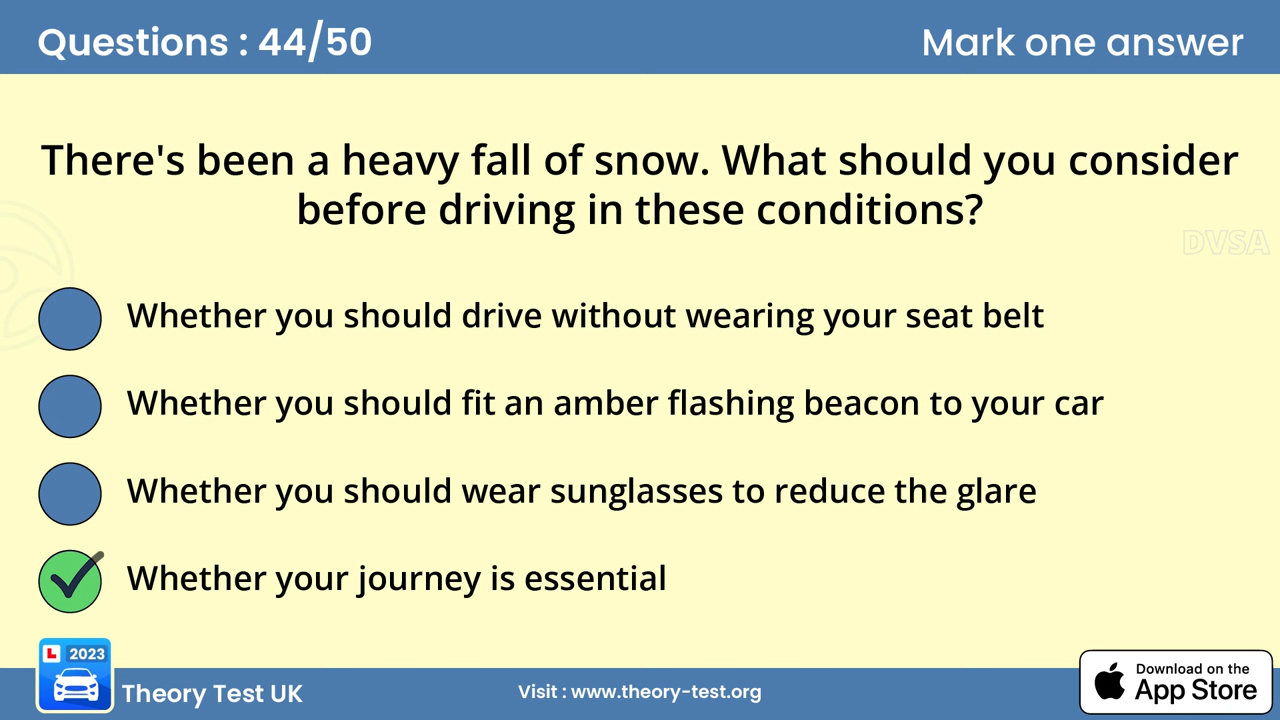 Questions : 44/50
Mark one answer
There's been a heavy fall of snow. What should you consider
before driving in these conditions?
DVSA
Whether you should drive without wearing your seat belt
Whether you should fit an amber flashing beacon to your car
Whether you should wear sunglasses to reduce the glare
Whether your journey is essential
L 2023
Theory Test UK
Visit : www.theory-test.org
Download on the
App Store